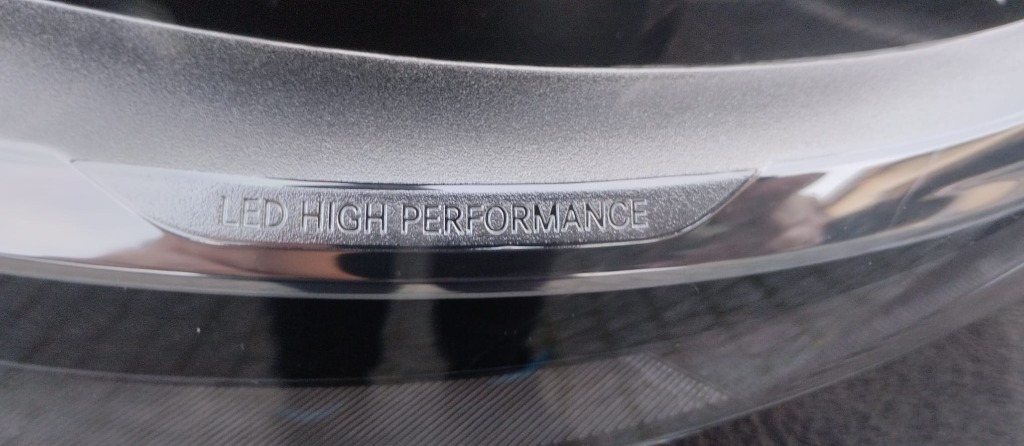 LED HIGH PERFORMANCE